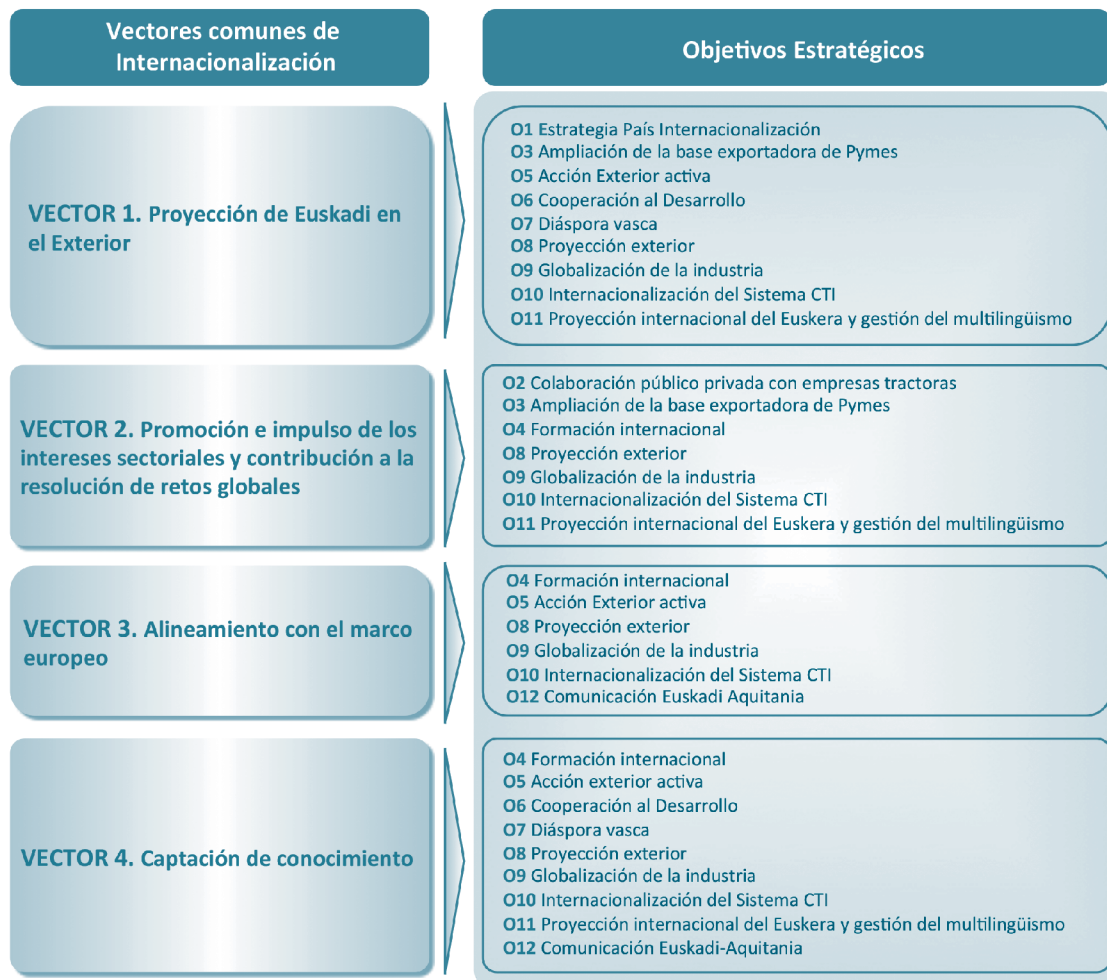 Vectores comunes de
Internacionalización
Objetivos Estratégicos
VECTOR 1. Proyección de Euskadi en
el Exterior
O1 Estrategia País Internacionalización
O3 Ampliación de la base exportadora de Pymes
O5 Acción Exterior activa
O6 Cooperación al Desarrollo
O7 Diáspora vasca
O8 Proyección exterior
O9 Globalización de la industria
O10 Internacionalización del Sistema CTI
O11 Proyección internacional del Euskera y gestión del multilingüismo
VECTOR 2. Promoción e impulso de los
intereses sectoriales y contribución a la
resolución de retos globales
O2 Colaboración público privada con empresas tractoras
O3 Ampliación de la base exportadora de Pymes
O4 Formación internacional
O8 Proyección exterior
O9 Globalización de la industria
O10 Internacionalización del Sistema CTI
O11 Proyección internacional del Euskera y gestión del multilingüismo
VECTOR 3. Alineamiento con el marco
europeo
O4 Formación internacional
O5 Acción Exterior activa
O8 Proyección exterior
O9 Globalización de la industria
O10 Internacionalización del Sistema CTI
O12 Comunicación Euskadi Aquitania
VECTOR 4. Captación de conocimiento
O4 Formación internacional
O5 Acción exterior activa
O6 Cooperación al Desarrollo
O7 Diáspora vasca
O8 Proyección exterior
O9 Globalización de la industria
O10 Internacionalización del Sistema CTI
O11 Proyección internacional del Euskera y gestión del multilingüismo
O12 Comunicación Euskadi-Aquitania